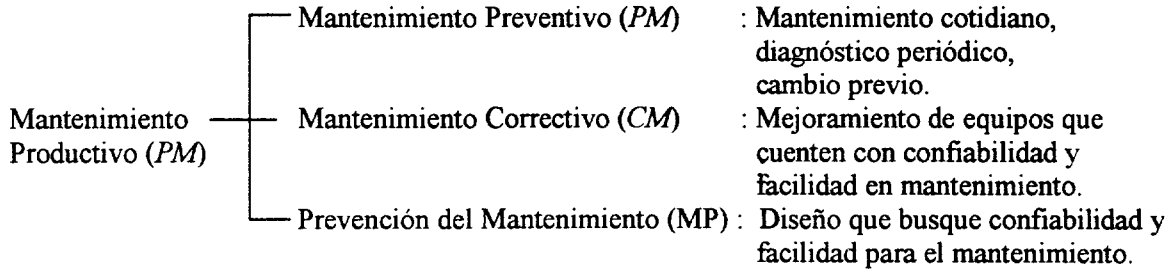 Mantenimiento Preventivo (PM) : Mantenimiento cotidiano,
diagnóstico periódico,
cambio previo.
Mantenimiento
Productivo (PM)
Mantenimiento Correctivo (CM) : Mejoramiento de equipos que
cuenten con confiabilidad y
facilidad en mantenimiento.
Prevención del Mantenimiento (MP) : Diseño que busque confiabilidad y
facilidad para el mantenimiento.